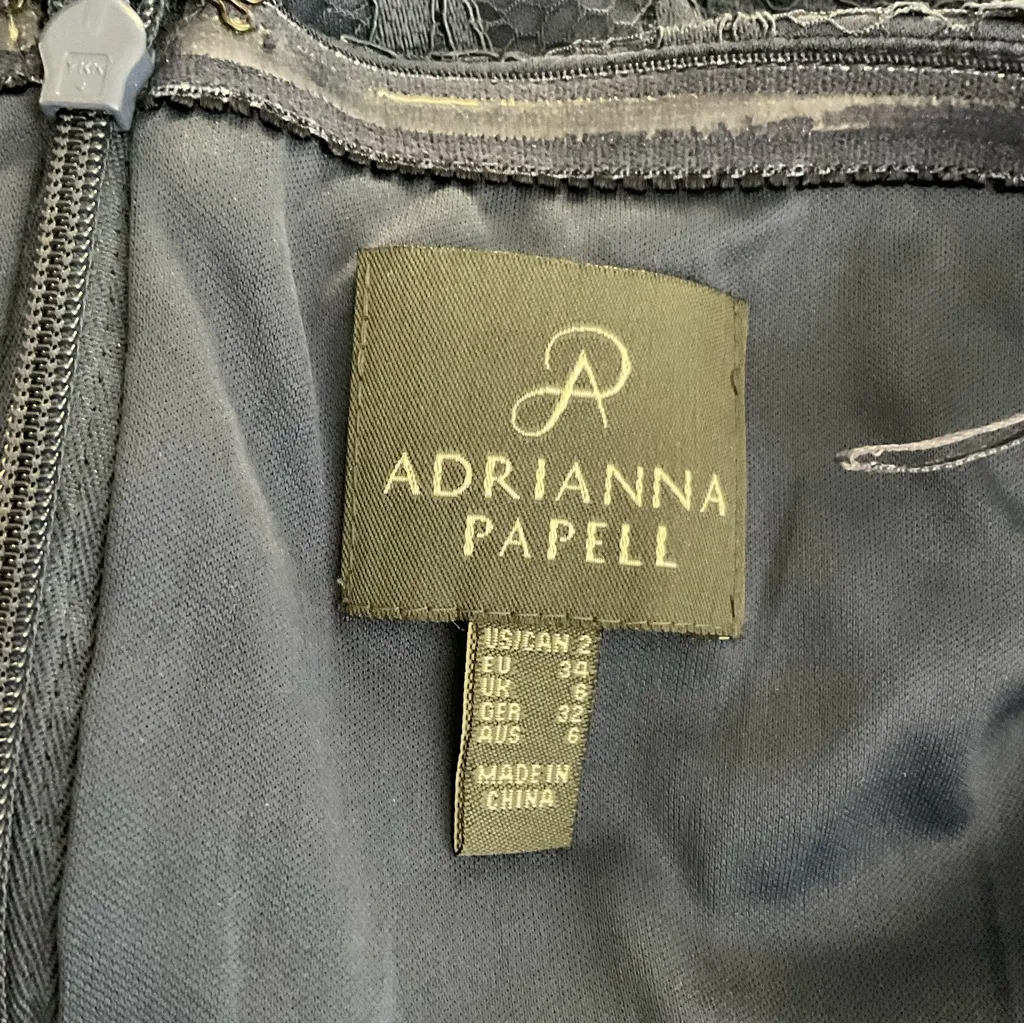 ADRIANNA
PAPELL
US/CAN 2
EU 34
UK 6
GER 32
AUS 6
MADE IN
CHINA